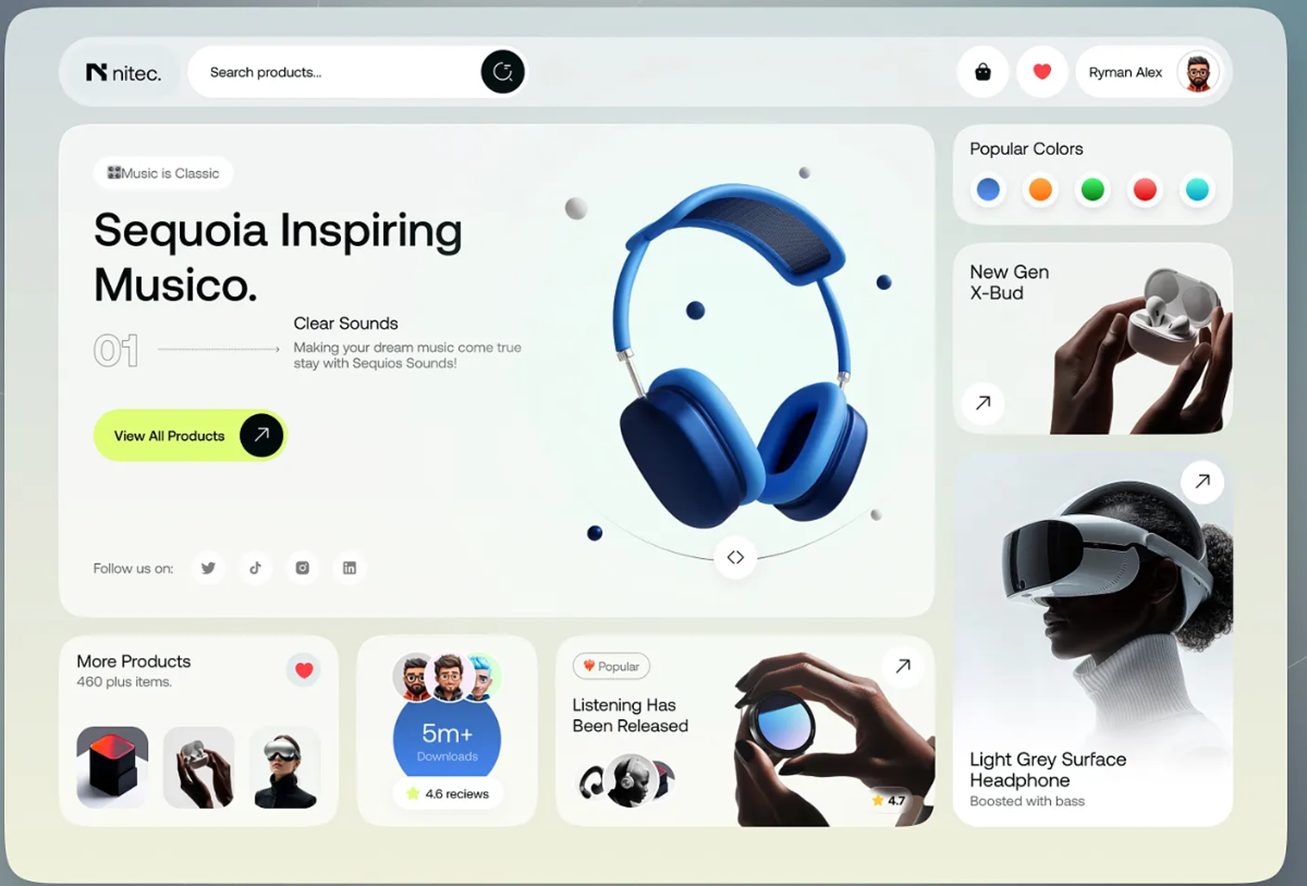 nitec.
Search products...
Ryman Alex
Music is Classic
Sequoia Inspiring
Musico.
01
Clear Sounds
Making your dream music come true
stay with Sequios Sounds!
View All Products
Follow us on:
Popular Colors
New Gen
X-Bud
More Products
460 plus items.
5m+
Downloads
4.6 reciews
Popular
Listening Has
Been Released
4.7
Light Grey Surface
Headphone
Boosted with bass